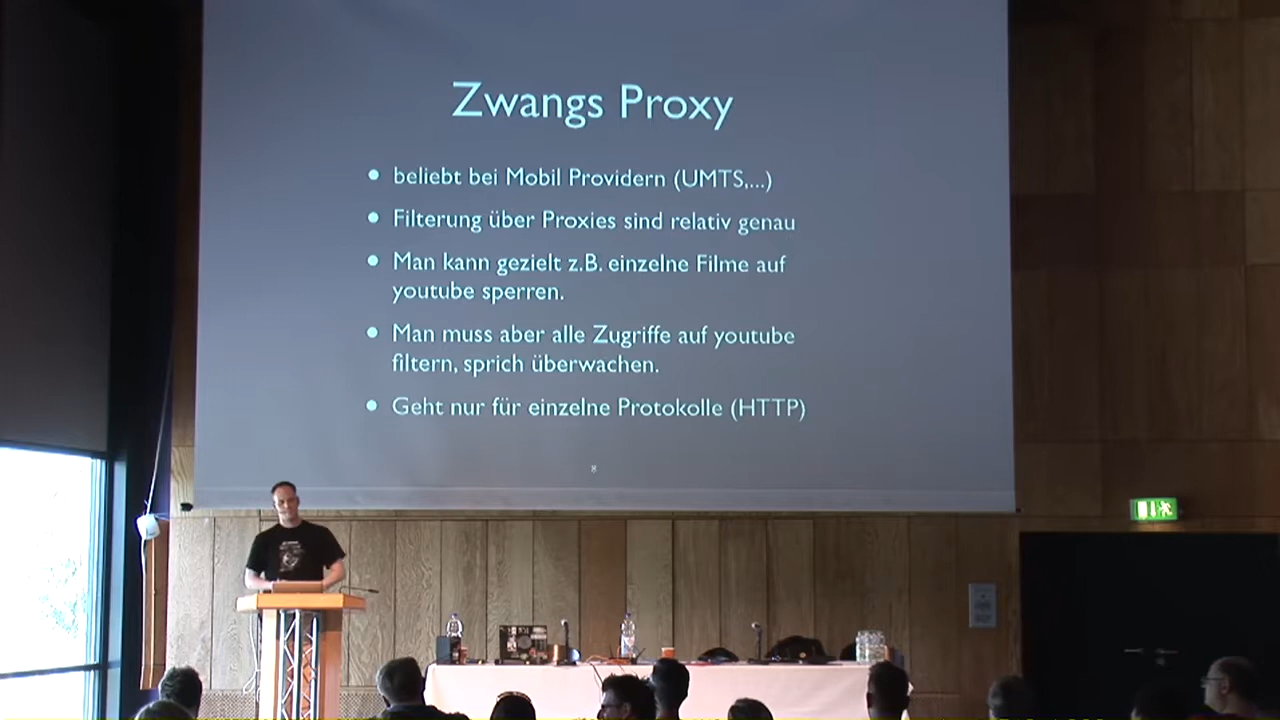 Zwangs Proxy
• beliebt bei Mobil Providern (UMTS,...)
• Filterung über Proxies sind relativ genau
• Man kann gezielt z.B. einzelne Filme auf
youtube sperren.
• Man muss aber alle Zugriffe auf youtube
filtern, sprich überwachen.
• Geht nur für einzelne Protokolle (HTTP)
8